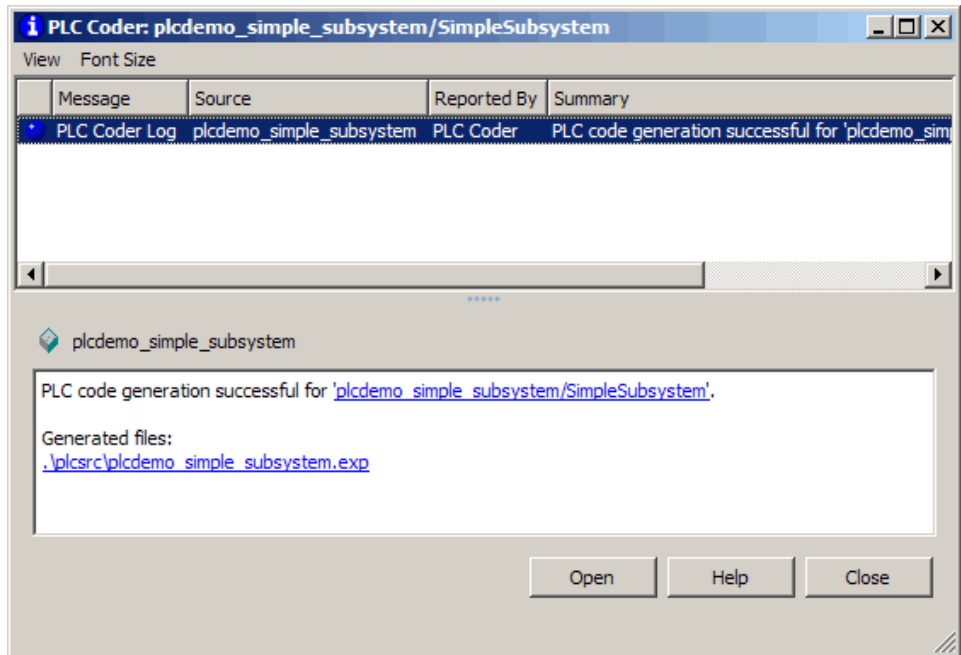 PLC Coder: plcdemo_simple_subsystem/SimpleSubsystem
View Font Size
Message Source Reported By Summary
PLC Coder Log plcdemo_simple_subsystem PLC Coder PLC code generation successful for 'plcdemo_sim
plcdemo_simple_subsystem
PLC code generation successful for 'plcdemo_simple_subsystem/SimpleSubsystem'.
Generated files:
.\plcsrc\plcdemo_simple_subsystem.exp
Open Help Close